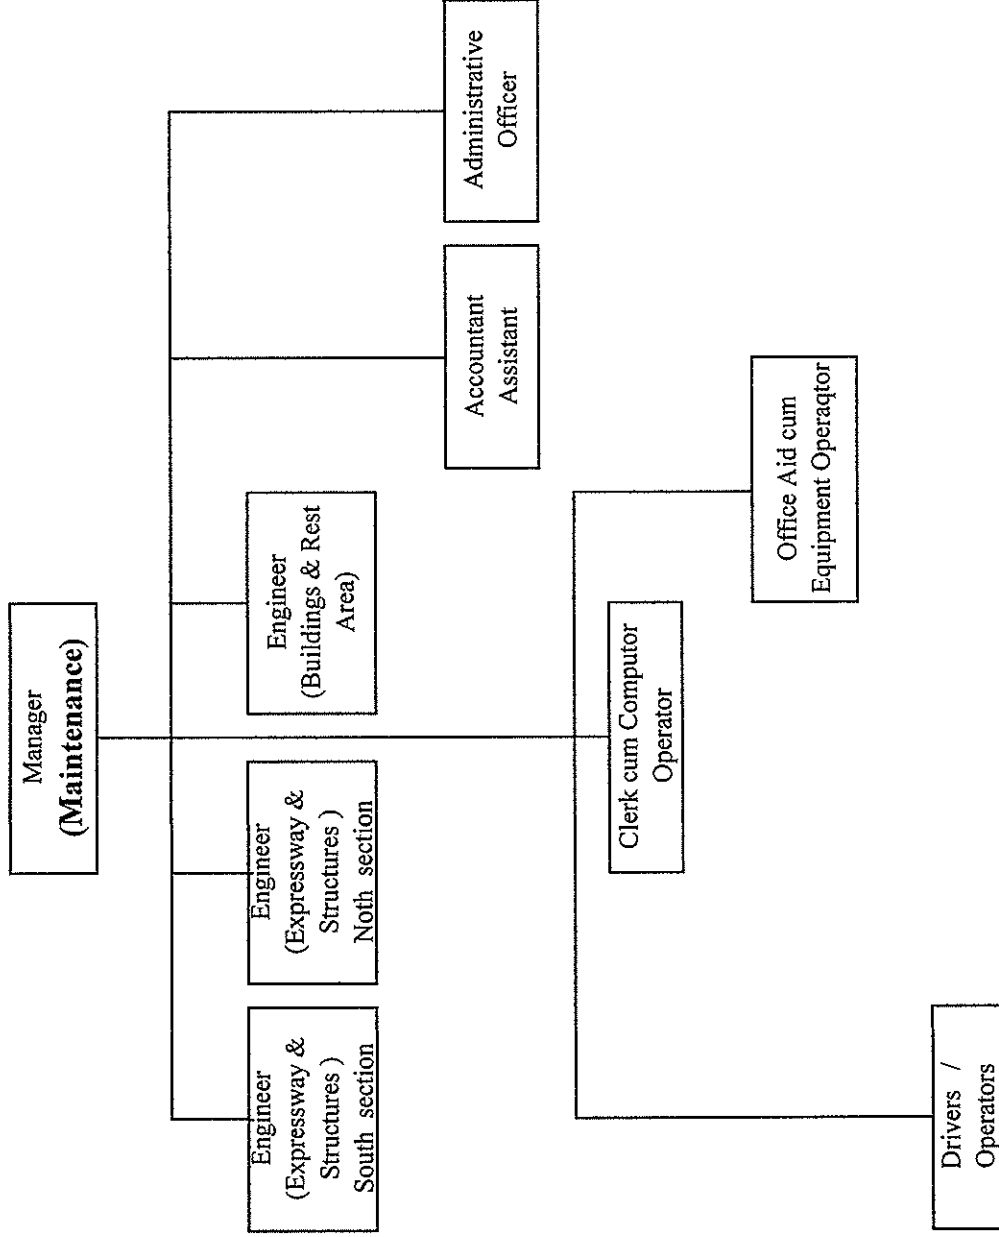 Manager
(Maintenance)
Engineer
(Expressway &
Structures )
South section
Engineer
(Expressway &
Structures )
Noth section
Engineer
(Buildings & Rest
Area)
Accountant
Assistant
Administrative
Officer
Clerk cum Computor
Operator
Office Aid cum
Equipment Operaqtor
Drivers /
Operators